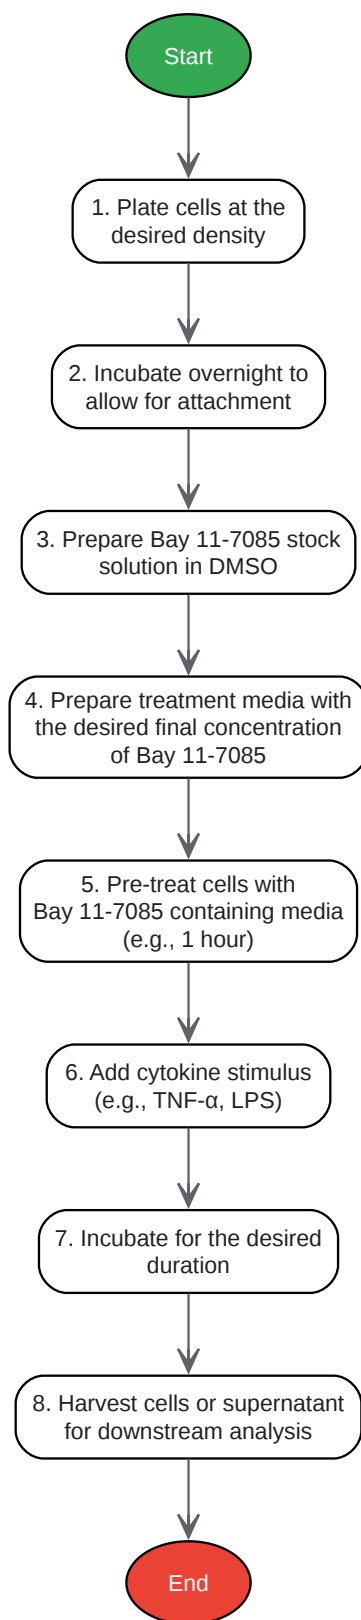 Start
1. Plate cells at the
desired density
2. Incubate overnight to
allow for attachment
3. Prepare Bay 11-7085 stock
solution in DMSO
4. Prepare treatment media with
the desired final concentration
of Bay 11-7085
5. Pre-treat cells with
Bay 11-7085 containing media
(e.g., 1 hour)
6. Add cytokine stimulus
(e.g., TNF-α, LPS)
7. Incubate for the desired
duration
8. Harvest cells or supernatant
for downstream analysis
End